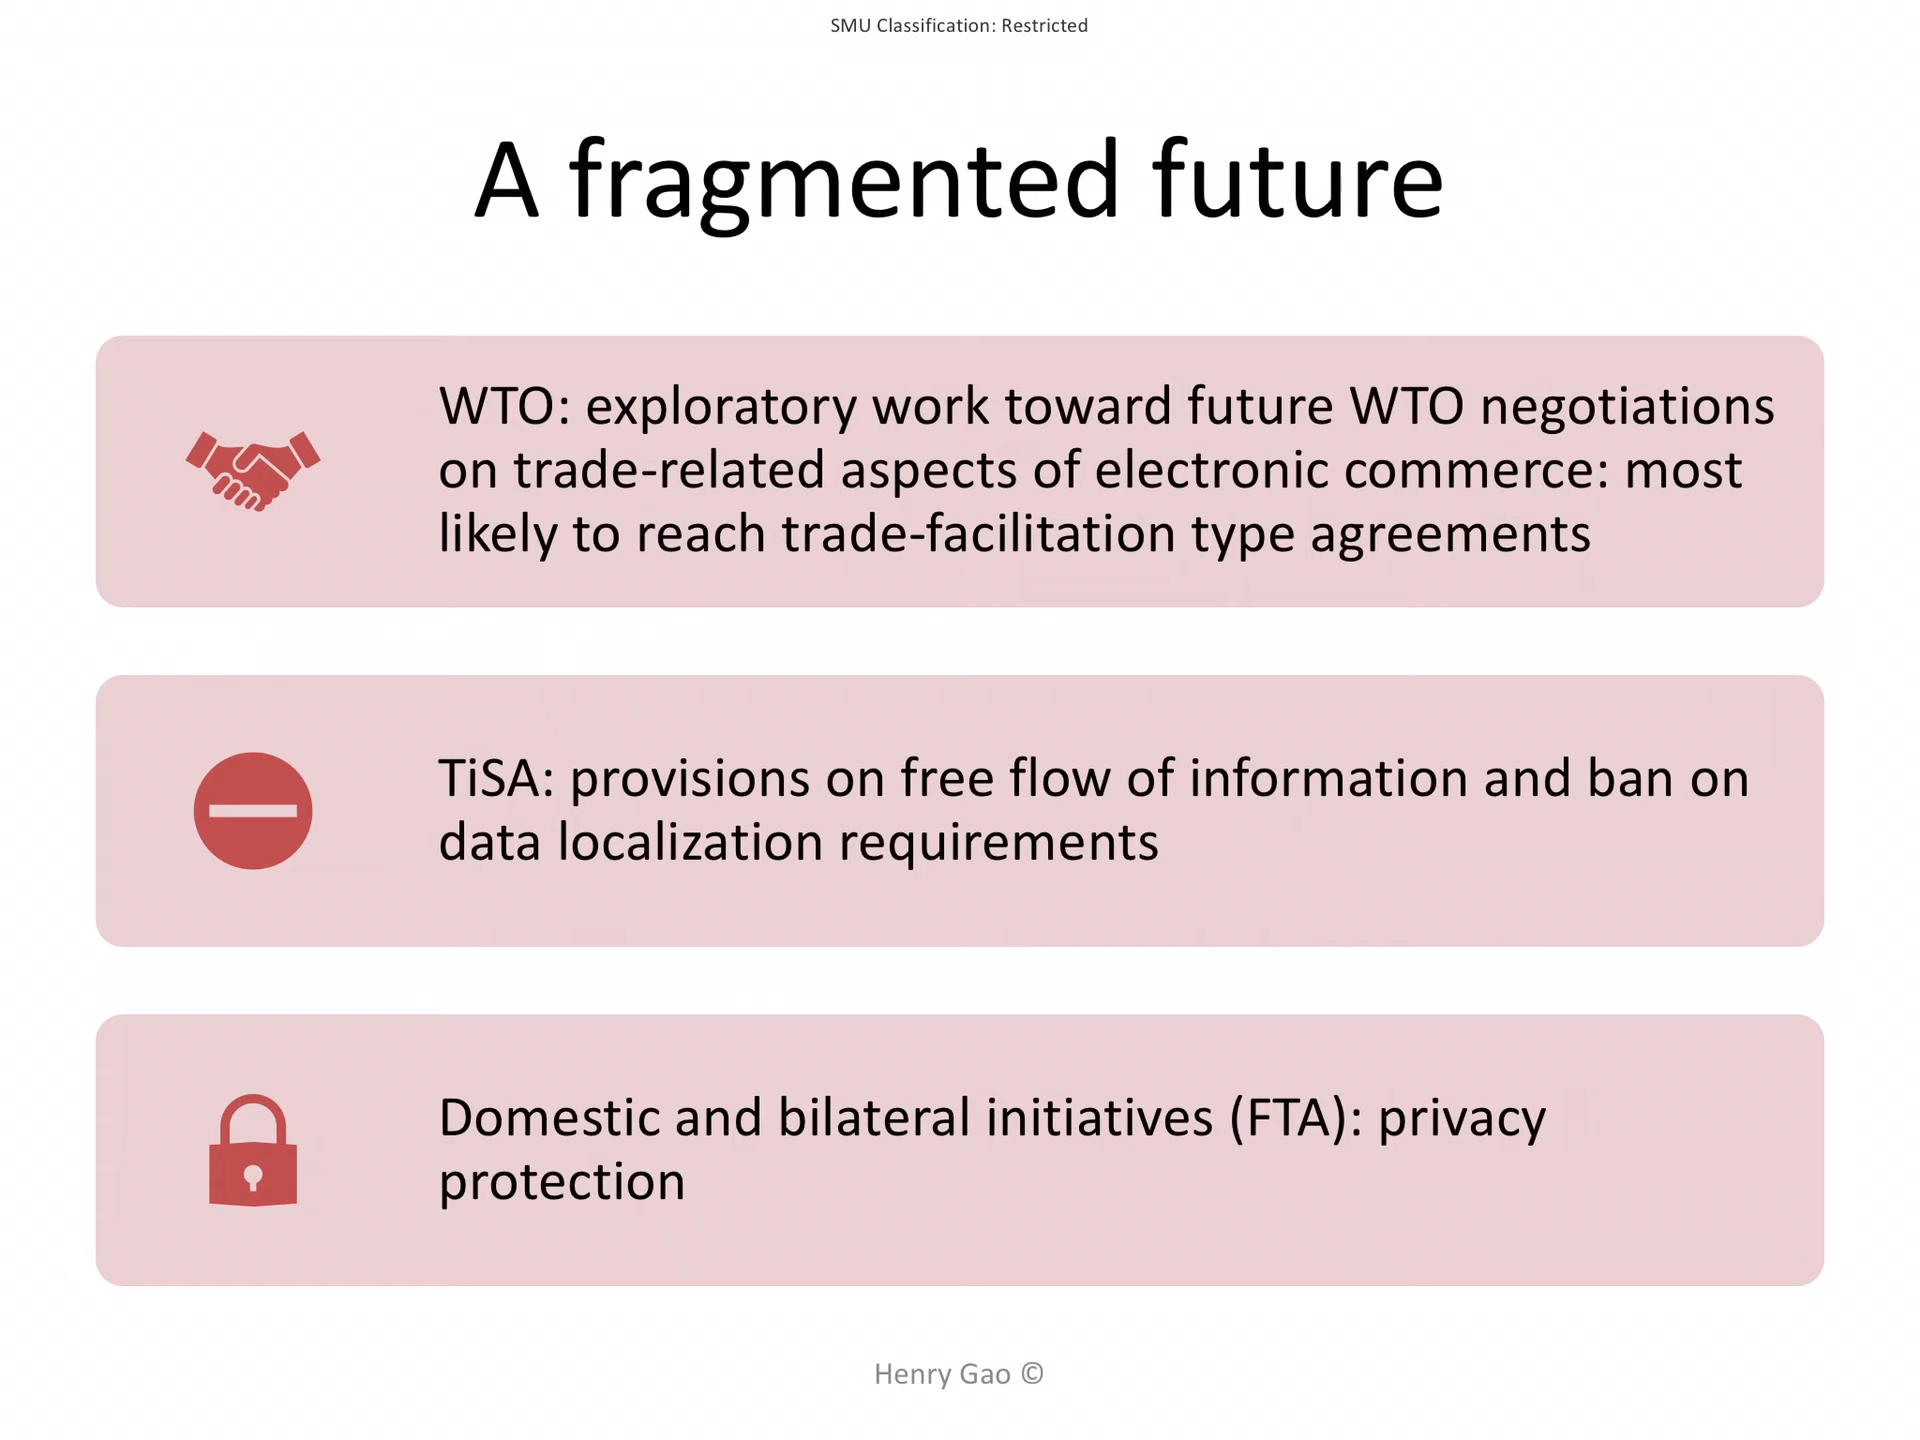 SMU Classification: Restricted
A fragmented future
WTO: exploratory work toward future WTO negotiations
on trade-related aspects of electronic commerce: most
likely to reach trade-facilitation type agreements
TiSA: provisions on free flow of information and ban on
data localization requirements
Domestic and bilateral initiatives (FTA): privacy
protection
Henry Gao ©